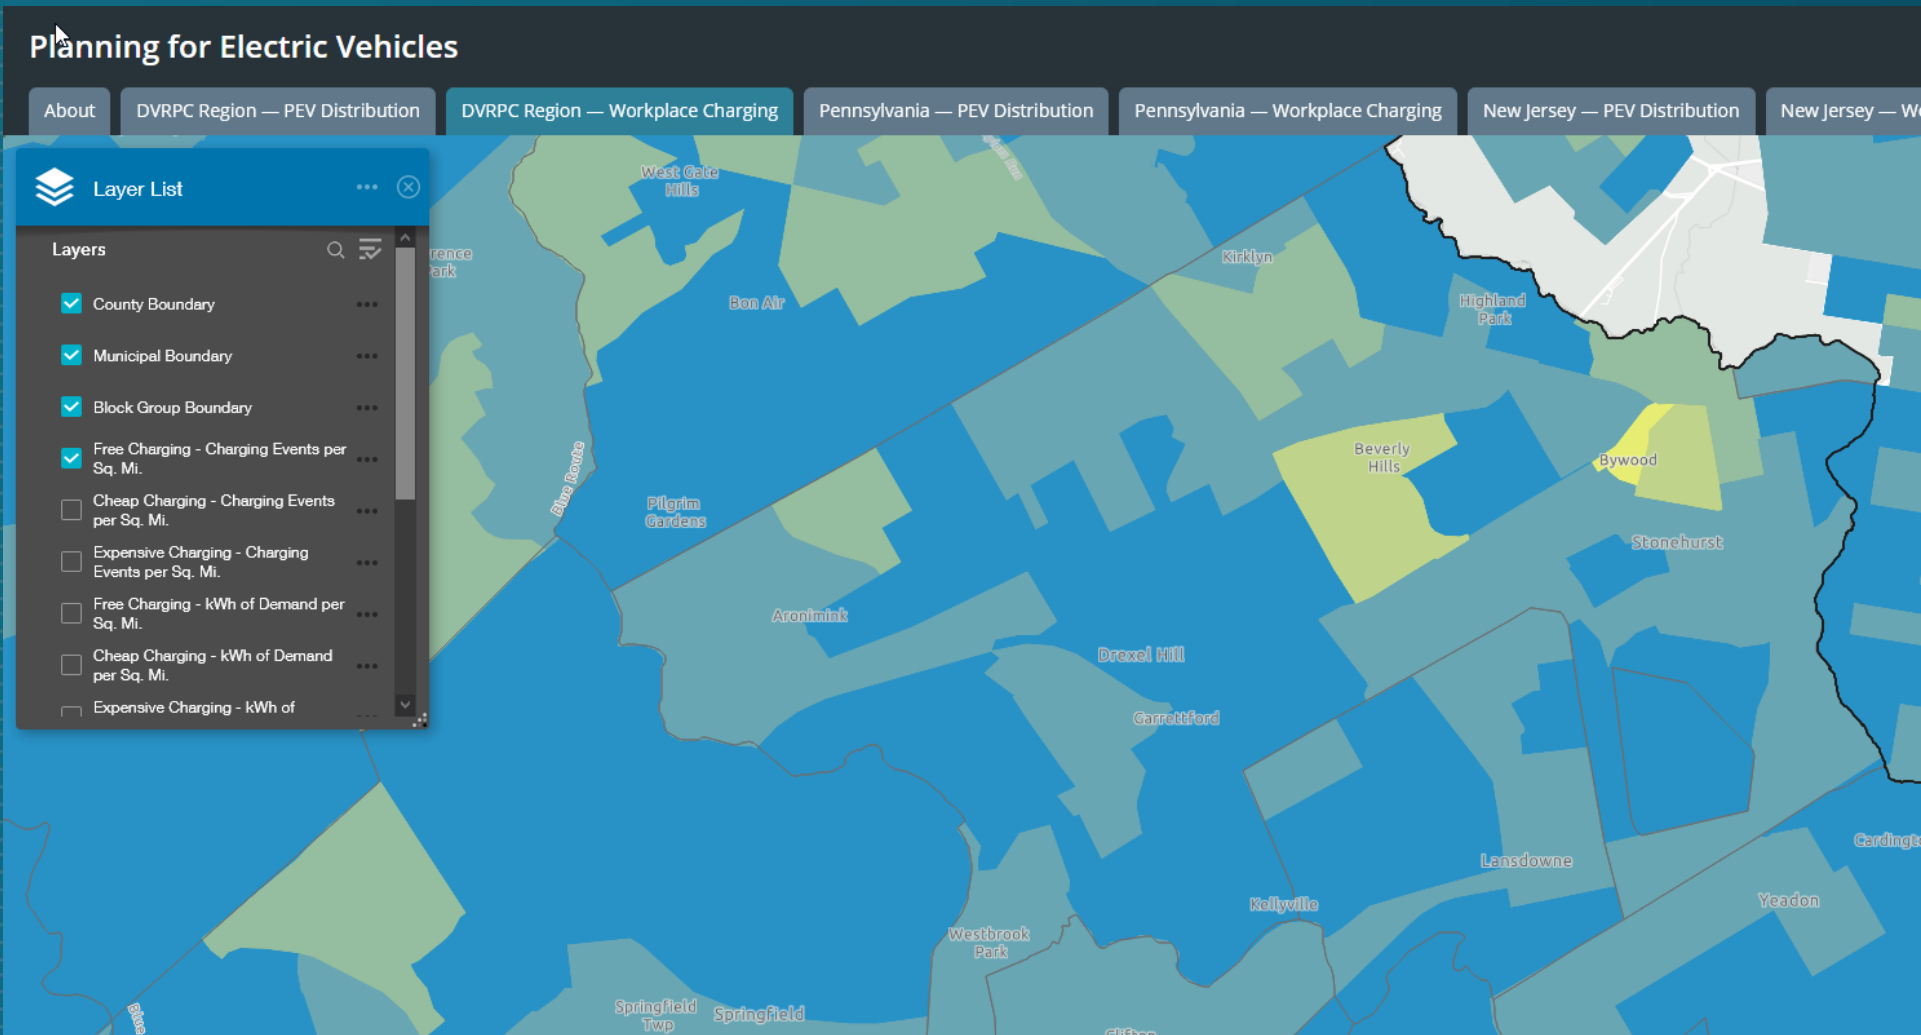 Planning for Electric Vehicles
About
DVRPC Region — PEV Distribution
DVRPC Region — Workplace Charging
Pennsylvania — PEV Distribution
Pennsylvania — Workplace Charging
New Jersey — PEV Distribution
New Jersey —
Layer List
Layers
County Boundary
Municipal Boundary
Block Group Boundary
Free Charging - Charging Events per
Sq. Mi.
Cheap Charging - Charging Events
per Sq. Mi.
Expensive Charging - Charging
Events per Sq. Mi.
Free Charging - kWh of Demand per
Sq. Mi.
Cheap Charging - kWh of Demand
per Sq. Mi.
Expensive Charging - kWh of
West Gate
Hills
Kirklyn
Bon Air
Highland
Park
Beverly
Hills
Bywood
Blue Route
Pilgrim
Gardens
Stonehurst
Aronimink
Drexel Hill
Garrettford
Lansdowne
Kellyville
Yeadon
Westbrook
Park
Springfield
Twp
Springfield
Blue